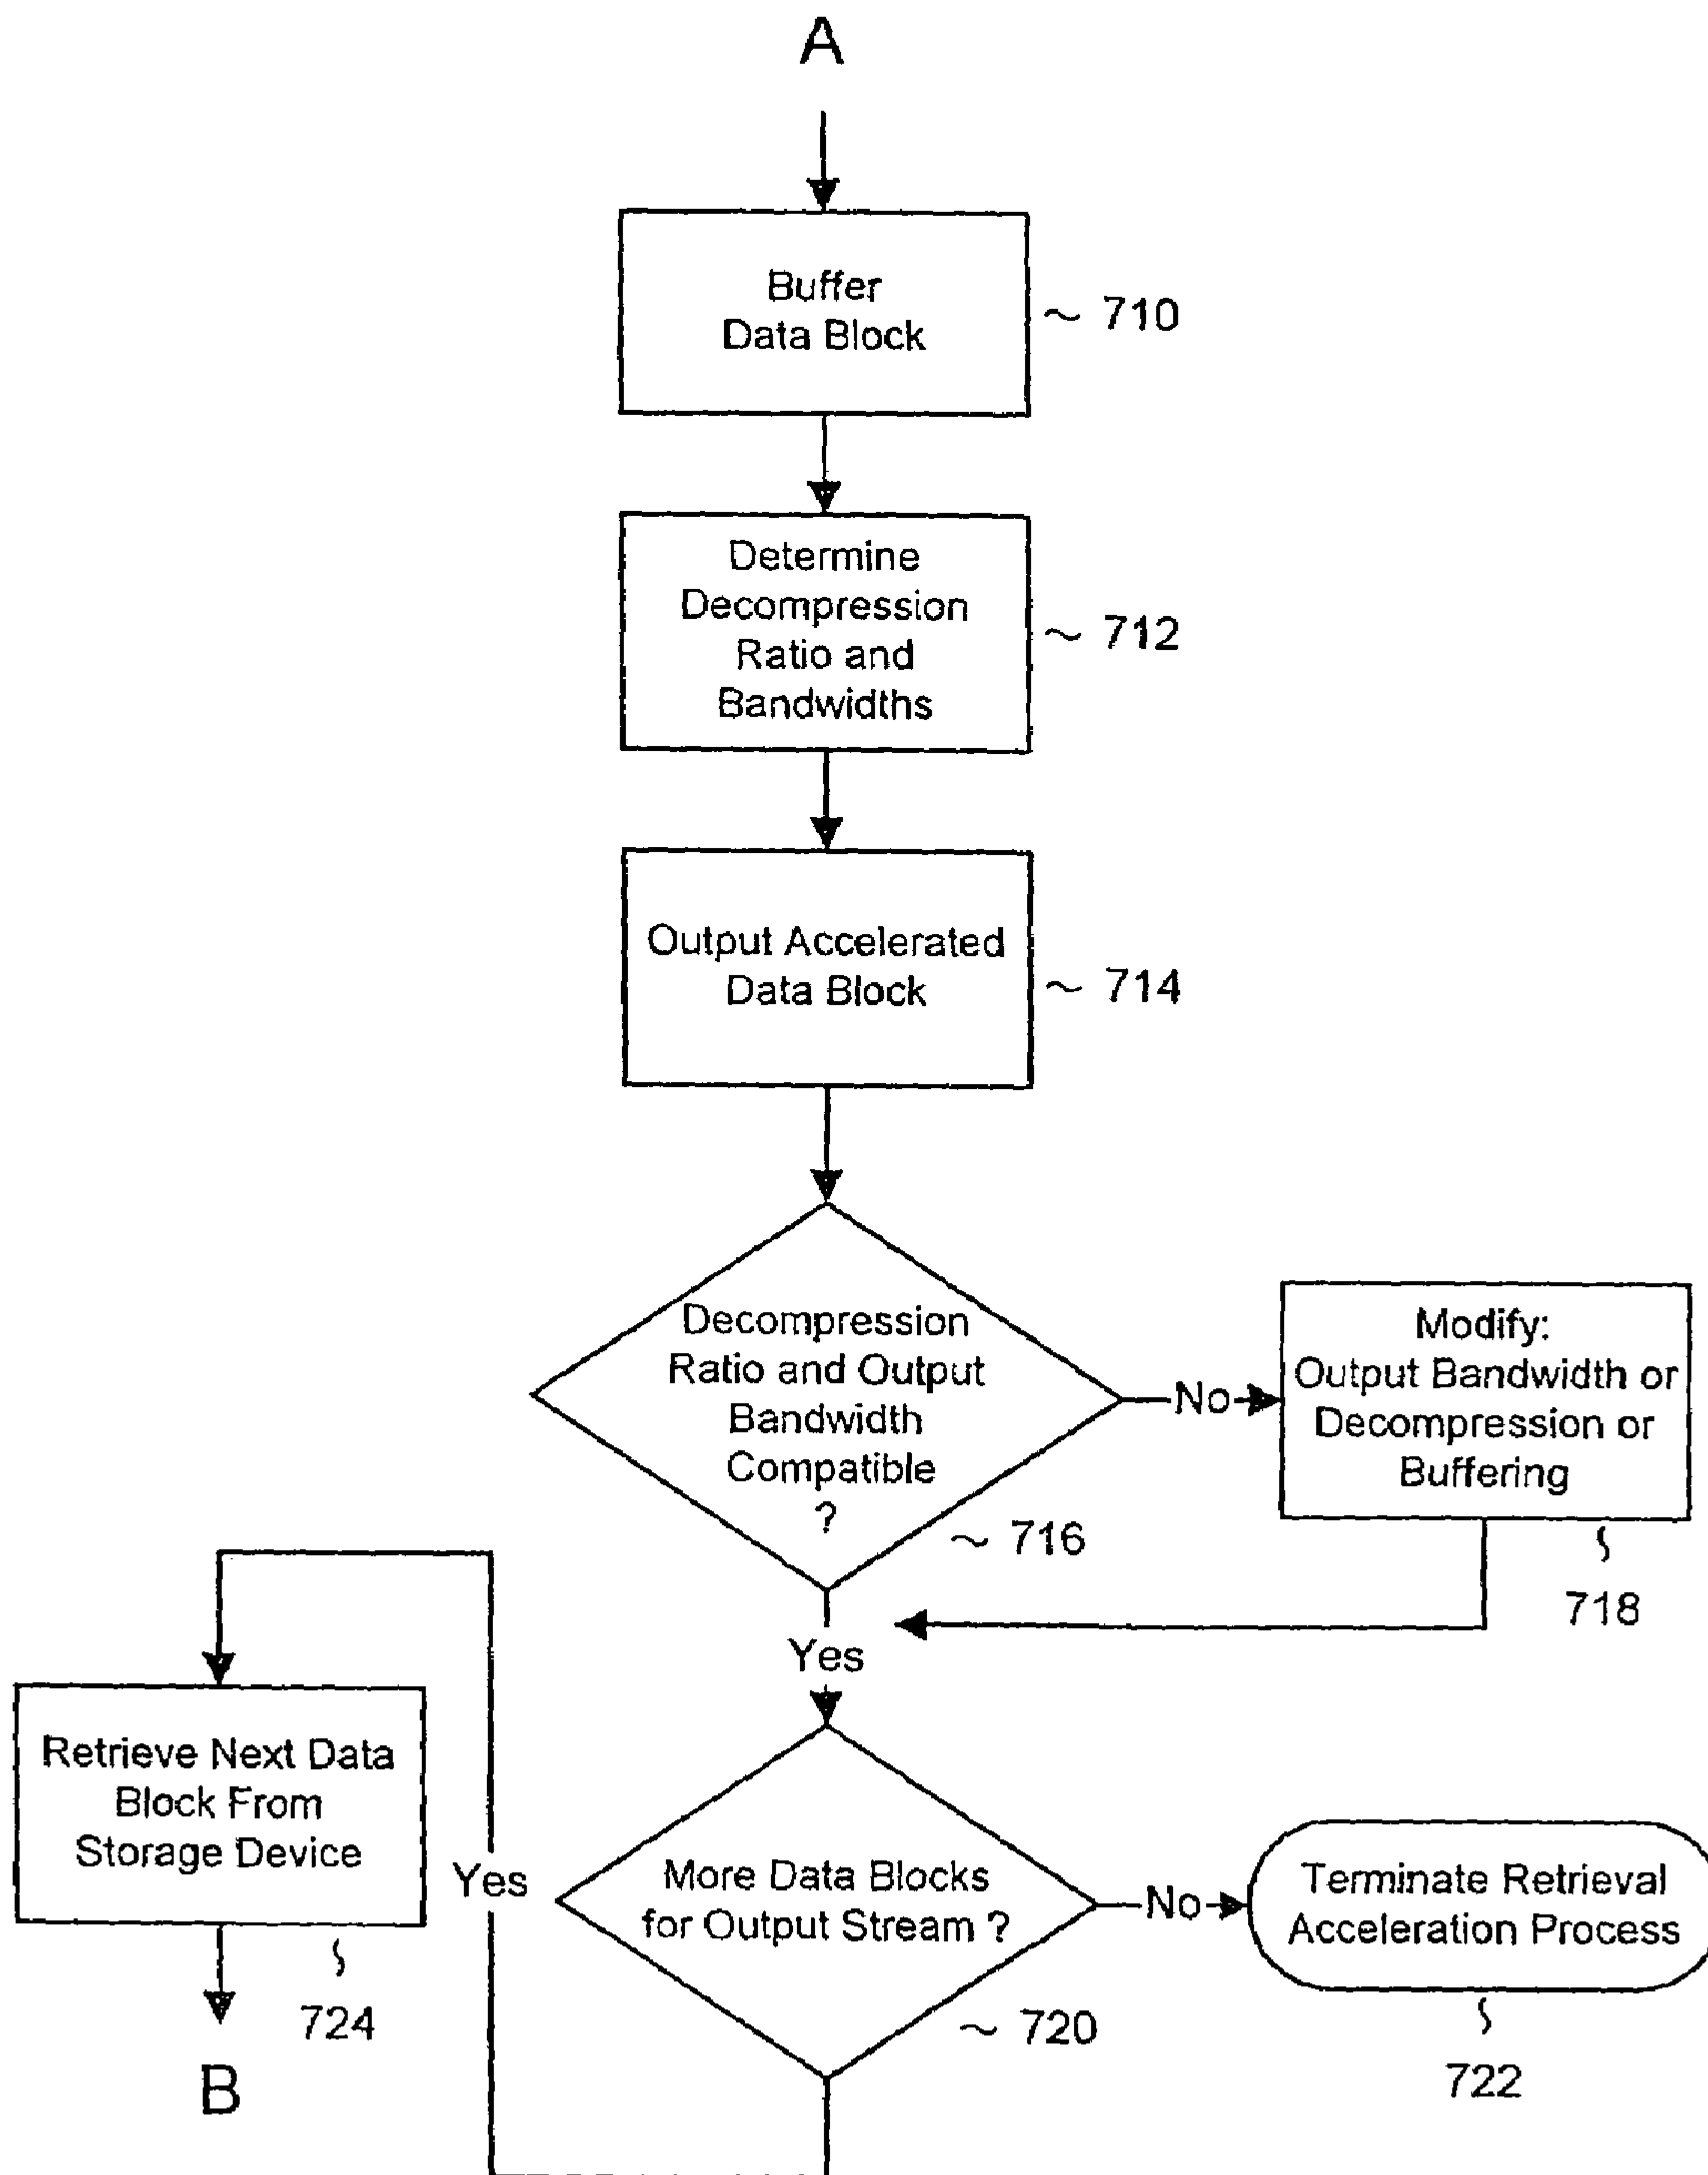 A
Buffer
Data Block
~ 710
Determine
Decompression
Ratio and
Bandwidths
~ 712
Output Accelerated
Data Block
~ 714
Decompression
Ratio and Output
Bandwidth
Compatible
?
~ 716
No
Modify:
Output Bandwidth or
Decompression or
Buffering
~ 718
Yes
More Data Blocks
for Output Stream ?
~ 720
No
Terminate Retrieval
Acceleration Process
~ 722
Yes
Retrieve Next Data
Block From
Storage Device
~ 724
B